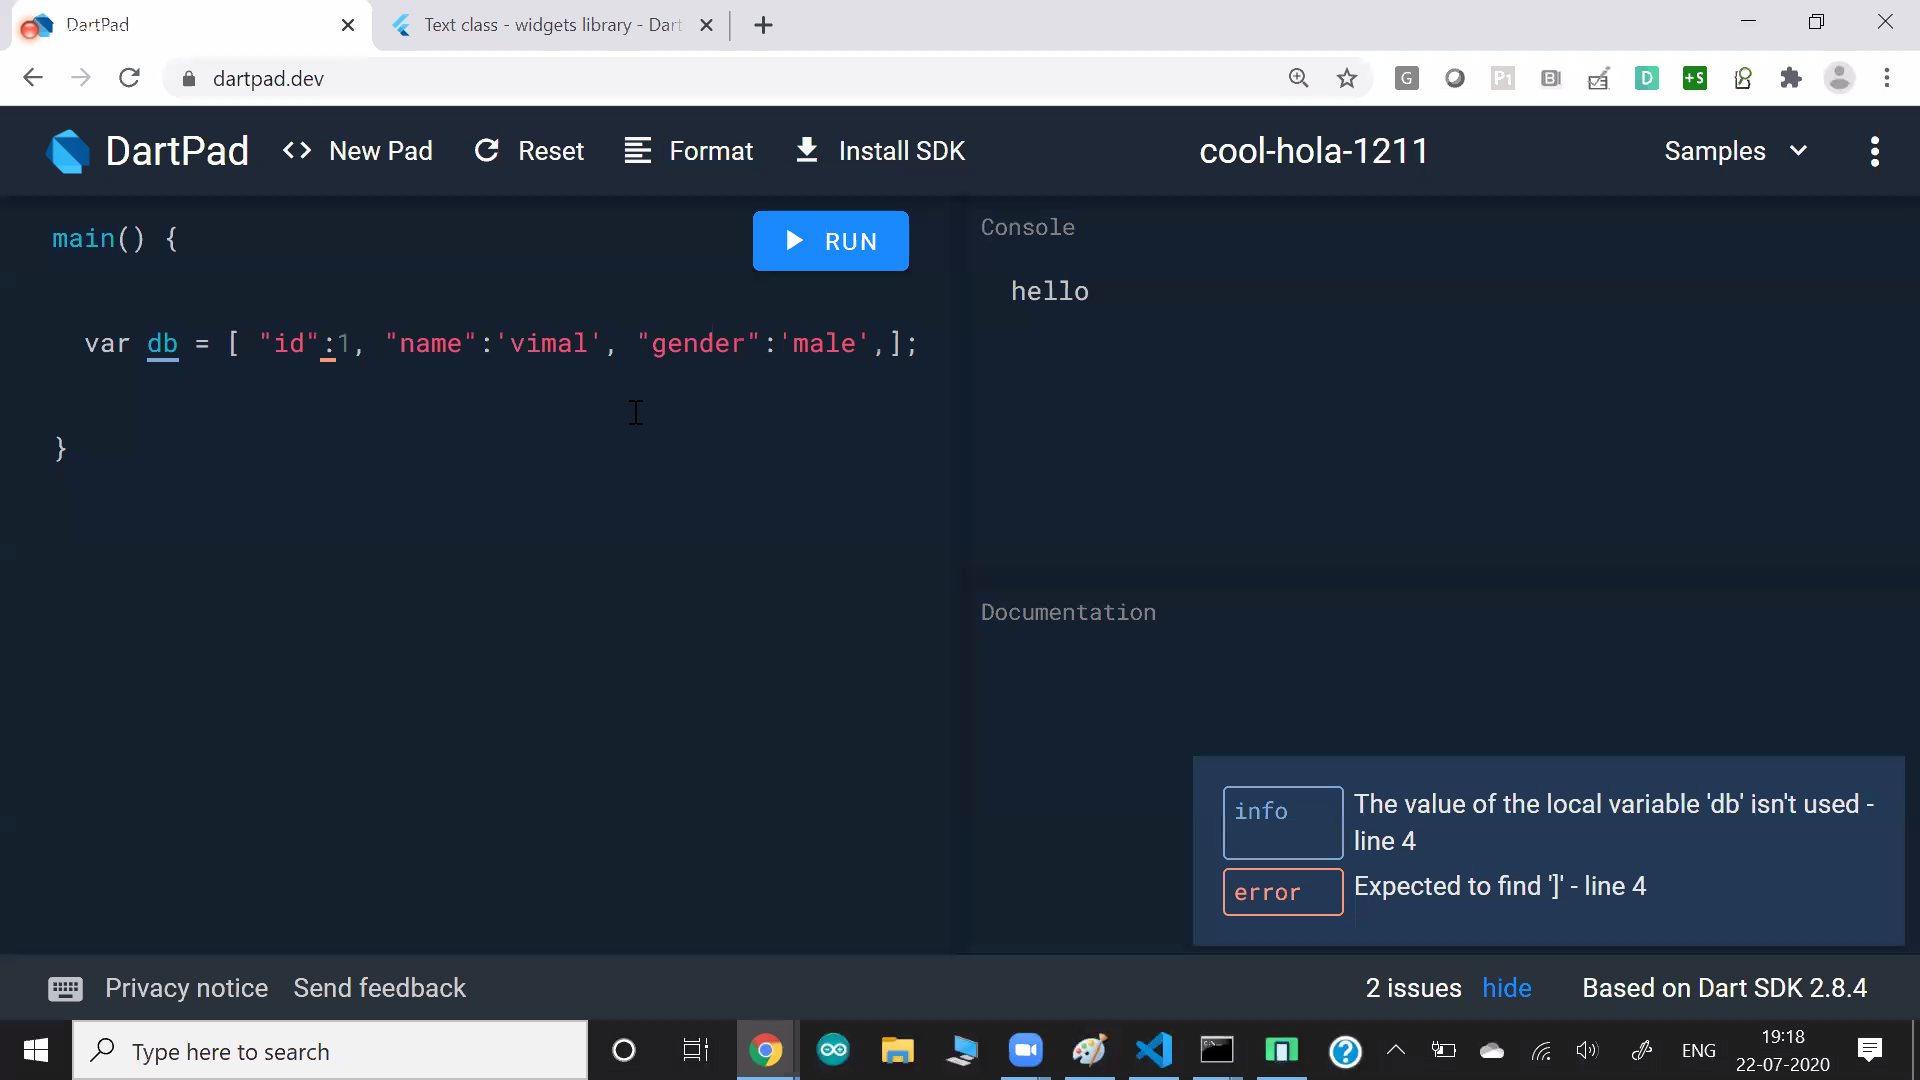 DartPad
Text class - widgets library - Dart
dartpad.dev
G
P1
B
D
+S
DartPad
<> New Pad
Reset
Format
Install SDK
cool-hola-1211
Samples
main() {
RUN
var db = [ "id":1, "name":'vimal', "gender":'male',];
}
Console
hello
Documentation
info
The value of the local variable 'db' isn't used -
line 4
error
Expected to find ']' - line 4
Privacy notice
Send feedback
2 issues
hide
Based on Dart SDK 2.8.4
Type here to search
ENG
19:18
22-07-2020